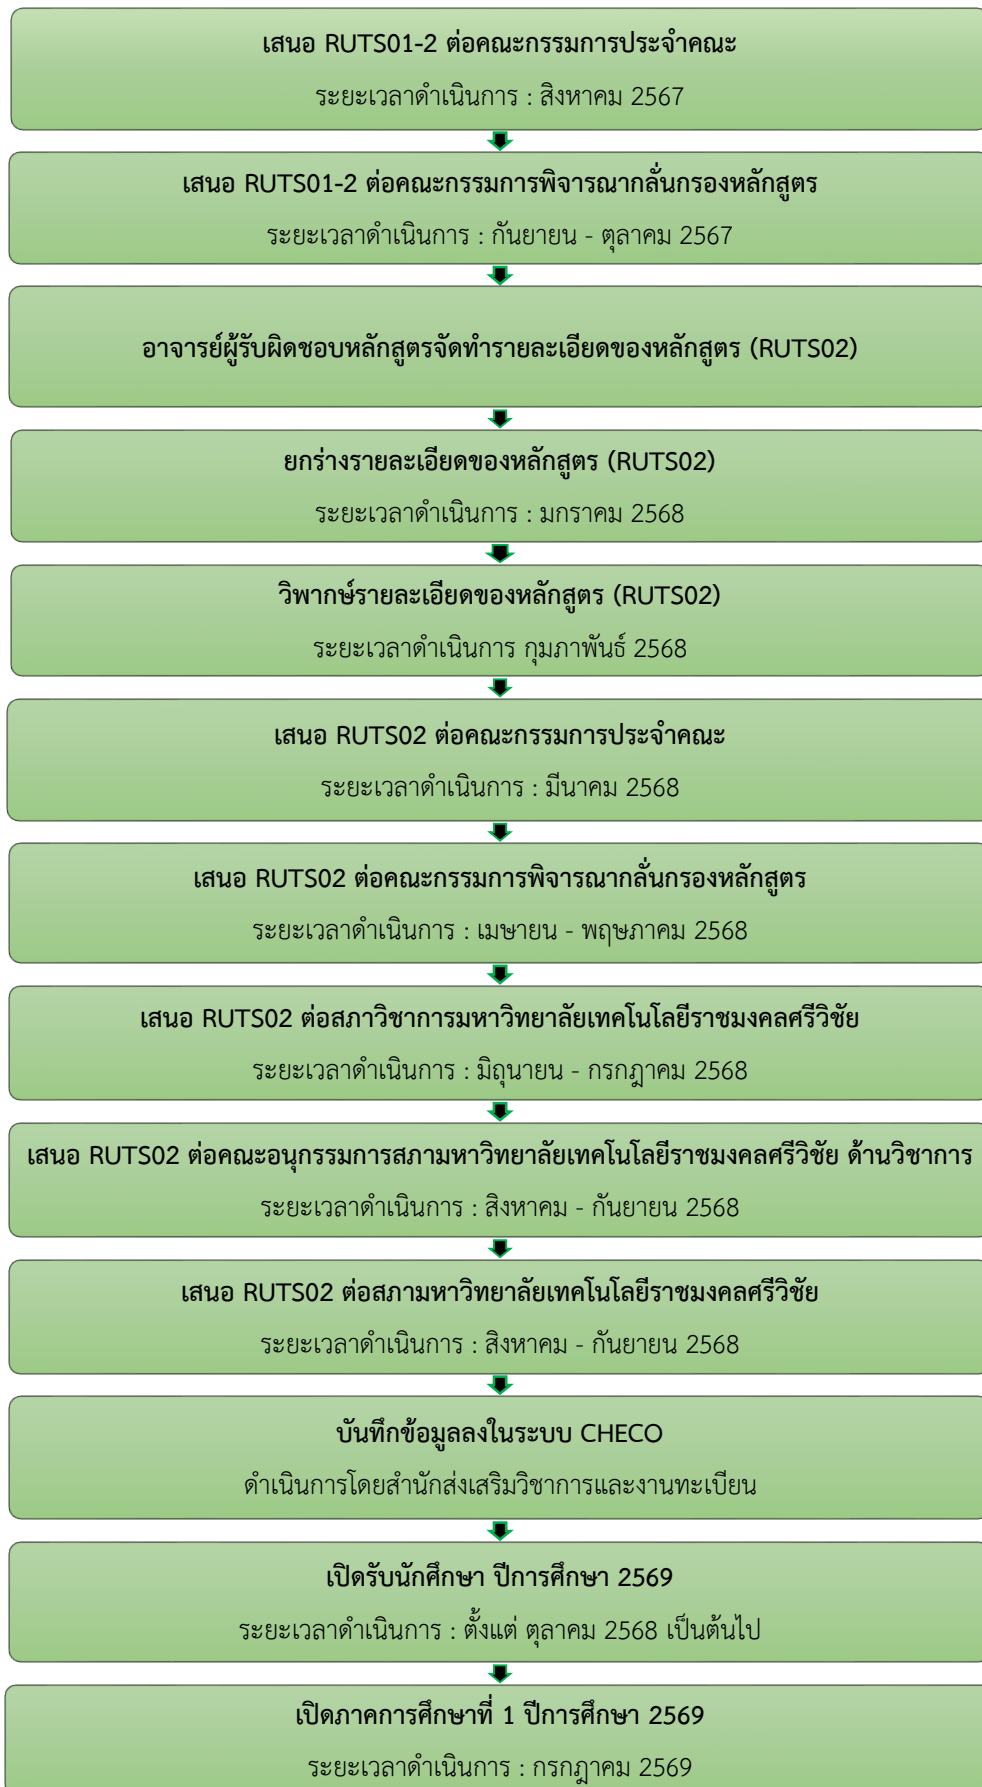 เสนอ RUTS01-2 ต่อคณะกรรมการประจำคณะ
ระยะเวลาดำเนินการ : สิงหาคม 2567
เสนอ RUTS01-2 ต่อคณะกรรมการพิจารณากลั่นกรองหลักสูตร
ระยะเวลาดำเนินการ : กันยายน - ตุลาคม 2567
อาจารย์ผู้รับผิดชอบหลักสูตรจัดทำรายละเอียดของหลักสูตร (RUTS02)
ยกร่างรายละเอียดของหลักสูตร (RUTS02)
ระยะเวลาดำเนินการ : มกราคม 2568
วิพากษ์รายละเอียดของหลักสูตร (RUTS02)
ระยะเวลาดำเนินการ กุมภาพันธ์ 2568
เสนอ RUTS02 ต่อคณะกรรมการประจำคณะ
ระยะเวลาดำเนินการ : มีนาคม 2568
เสนอ RUTS02 ต่อคณะกรรมการพิจารณากลั่นกรองหลักสูตร
ระยะเวลาดำเนินการ : เมษายน - พฤษภาคม 2568
เสนอ RUTS02 ต่อสภาวิชาการมหาวิทยาลัยเทคโนโลยีราชมงคลศรีวิชัย
ระยะเวลาดำเนินการ : มิถุนายน - กรกฎาคม 2568
เสนอ RUTS02 ต่อคณะอนุกรรมการสภามหาวิทยาลัยเทคโนโลยีราชมงคลศรีวิชัย ด้านวิชาการ
ระยะเวลาดำเนินการ : สิงหาคม - กันยายน 2568
เสนอ RUTS02 ต่อสภามหาวิทยาลัยเทคโนโลยีราชมงคลศรีวิชัย
ระยะเวลาดำเนินการ : สิงหาคม - กันยายน 2568
บันทึกข้อมูลลงในระบบ CHECO
ดำเนินการโดยสำนักส่งเสริมวิชาการและงานทะเบียน
เปิดรับนักศึกษา ปีการศึกษา 2569
ระยะเวลาดำเนินการ : ตั้งแต่ ตุลาคม 2568 เป็นต้นไป
เปิดภาคการศึกษาที่ 1 ปีการศึกษา 2569
ระยะเวลาดำเนินการ : กรกฎาคม 2569